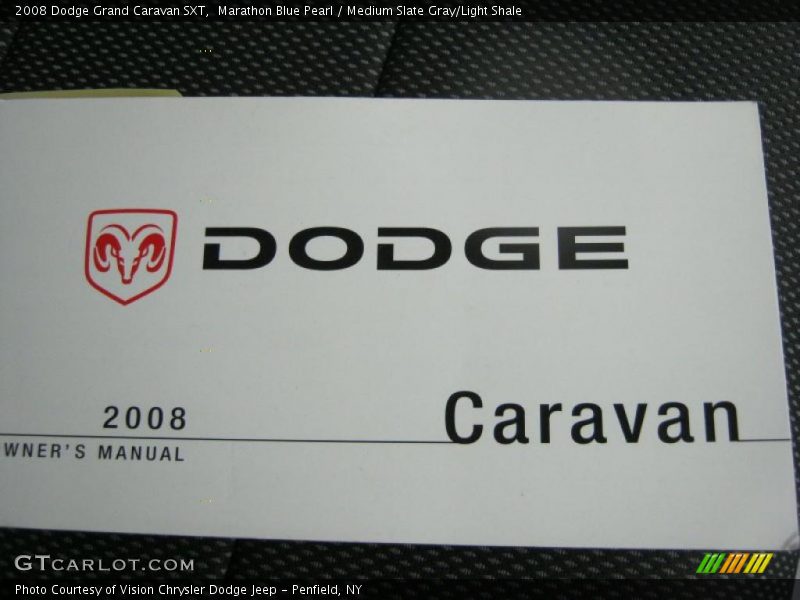 2008 Dodge Grand Caravan SXT,  Marathon Blue Pearl / Medium Slate Gray/Light Shale
DODGE
2008
Caravan
WNER'S MANUAL
GTCARLOT.COM
Photo Courtesy of Vision Chrysler Dodge Jeep – Penfield, NY